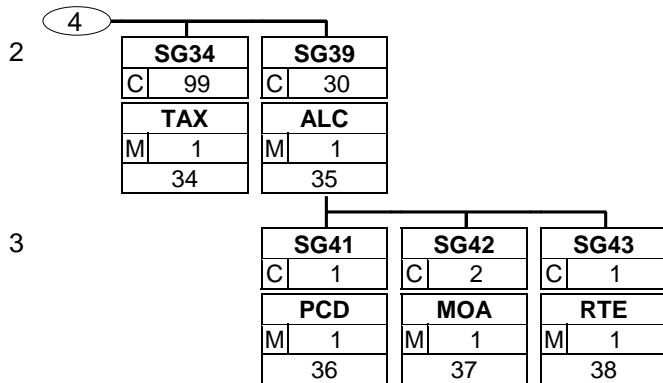 4
2
SG34 SG39
C 99 C 30
TAX ALC
M 1 M 1
34 35
3
SG41 SG42 SG43
C 1 C 2 C 1
PCD MOA RTE
M 1 M 1 M 1
36 37 38